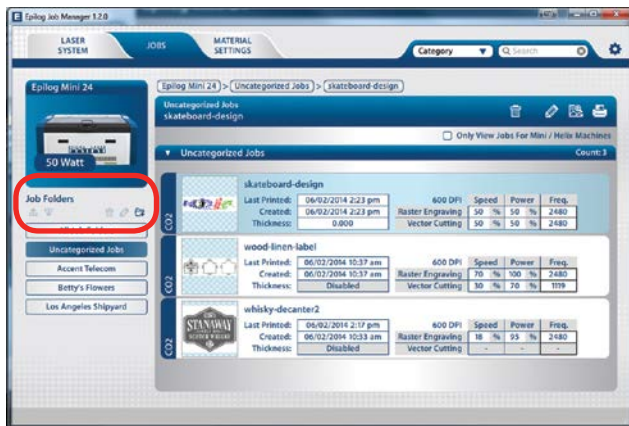 Epilog Job Manager 1.2.0
LASER SYSTEM
JOBS
MATERIAL SETTINGS
Category
Search
Epilog Mini 24
50 Watt
Job Folders
Uncategorized Jobs
Accent Telecom
Betty's Flowers
Los Angeles Shipyard
Epilog Mini 24 > Uncategorized Jobs > skateboard-design
Uncategorized Jobs
skateboard-design
Only View Jobs For Mini / Helix Machines
Uncategorized Jobs Count: 3
CO2
skateboard-design
Last Printed: 06/02/2014 2:23 pm 600 DPI Speed Power Freq.
Created: 06/02/2014 2:23 pm Raster Engraving 50 % 50 % 2480
Thickness: 0.000 Vector Cutting 50 % 50 % 2480
CO2
wood-linen-label
Last Printed: 06/02/2014 10:37 am 600 DPI Speed Power Freq.
Created: 06/02/2014 10:37 am Raster Engraving 70 % 100 % 2480
Thickness: Disabled Vector Cutting 30 % 70 % 1119
CO2
STANAWAY
SCOTCH WHISKY
whisky-decanter2
Last Printed: 06/02/2014 2:17 pm 600 DPI Speed Power Freq.
Created: 06/02/2014 10:33 am Raster Engraving 18 % 95 % 2480
Thickness: Disabled Vector Cutting - - -